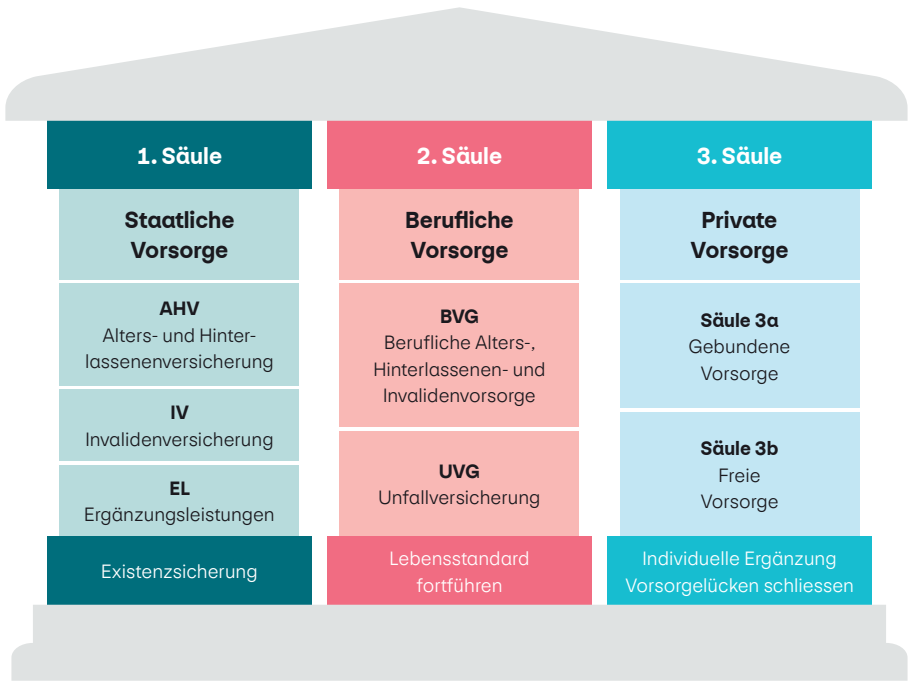 1. Säule
Staatliche
Vorsorge
AHV
Alters- und Hinter-
lassenenversicherung
IV
Invalidenversicherung
EL
Ergänzungsleistungen
Existenzsicherung
2. Säule
Berufliche
Vorsorge
BVG
Berufliche Alters-,
Hinterlassenen- und
Invalidenvorsorge
UVG
Unfallversicherung
Lebensstandard
fortführen
3. Säule
Private
Vorsorge
Säule 3a
Gebundene
Vorsorge
Säule 3b
Freie
Vorsorge
Individuelle Ergänzung
Vorsorgelücken schliessen